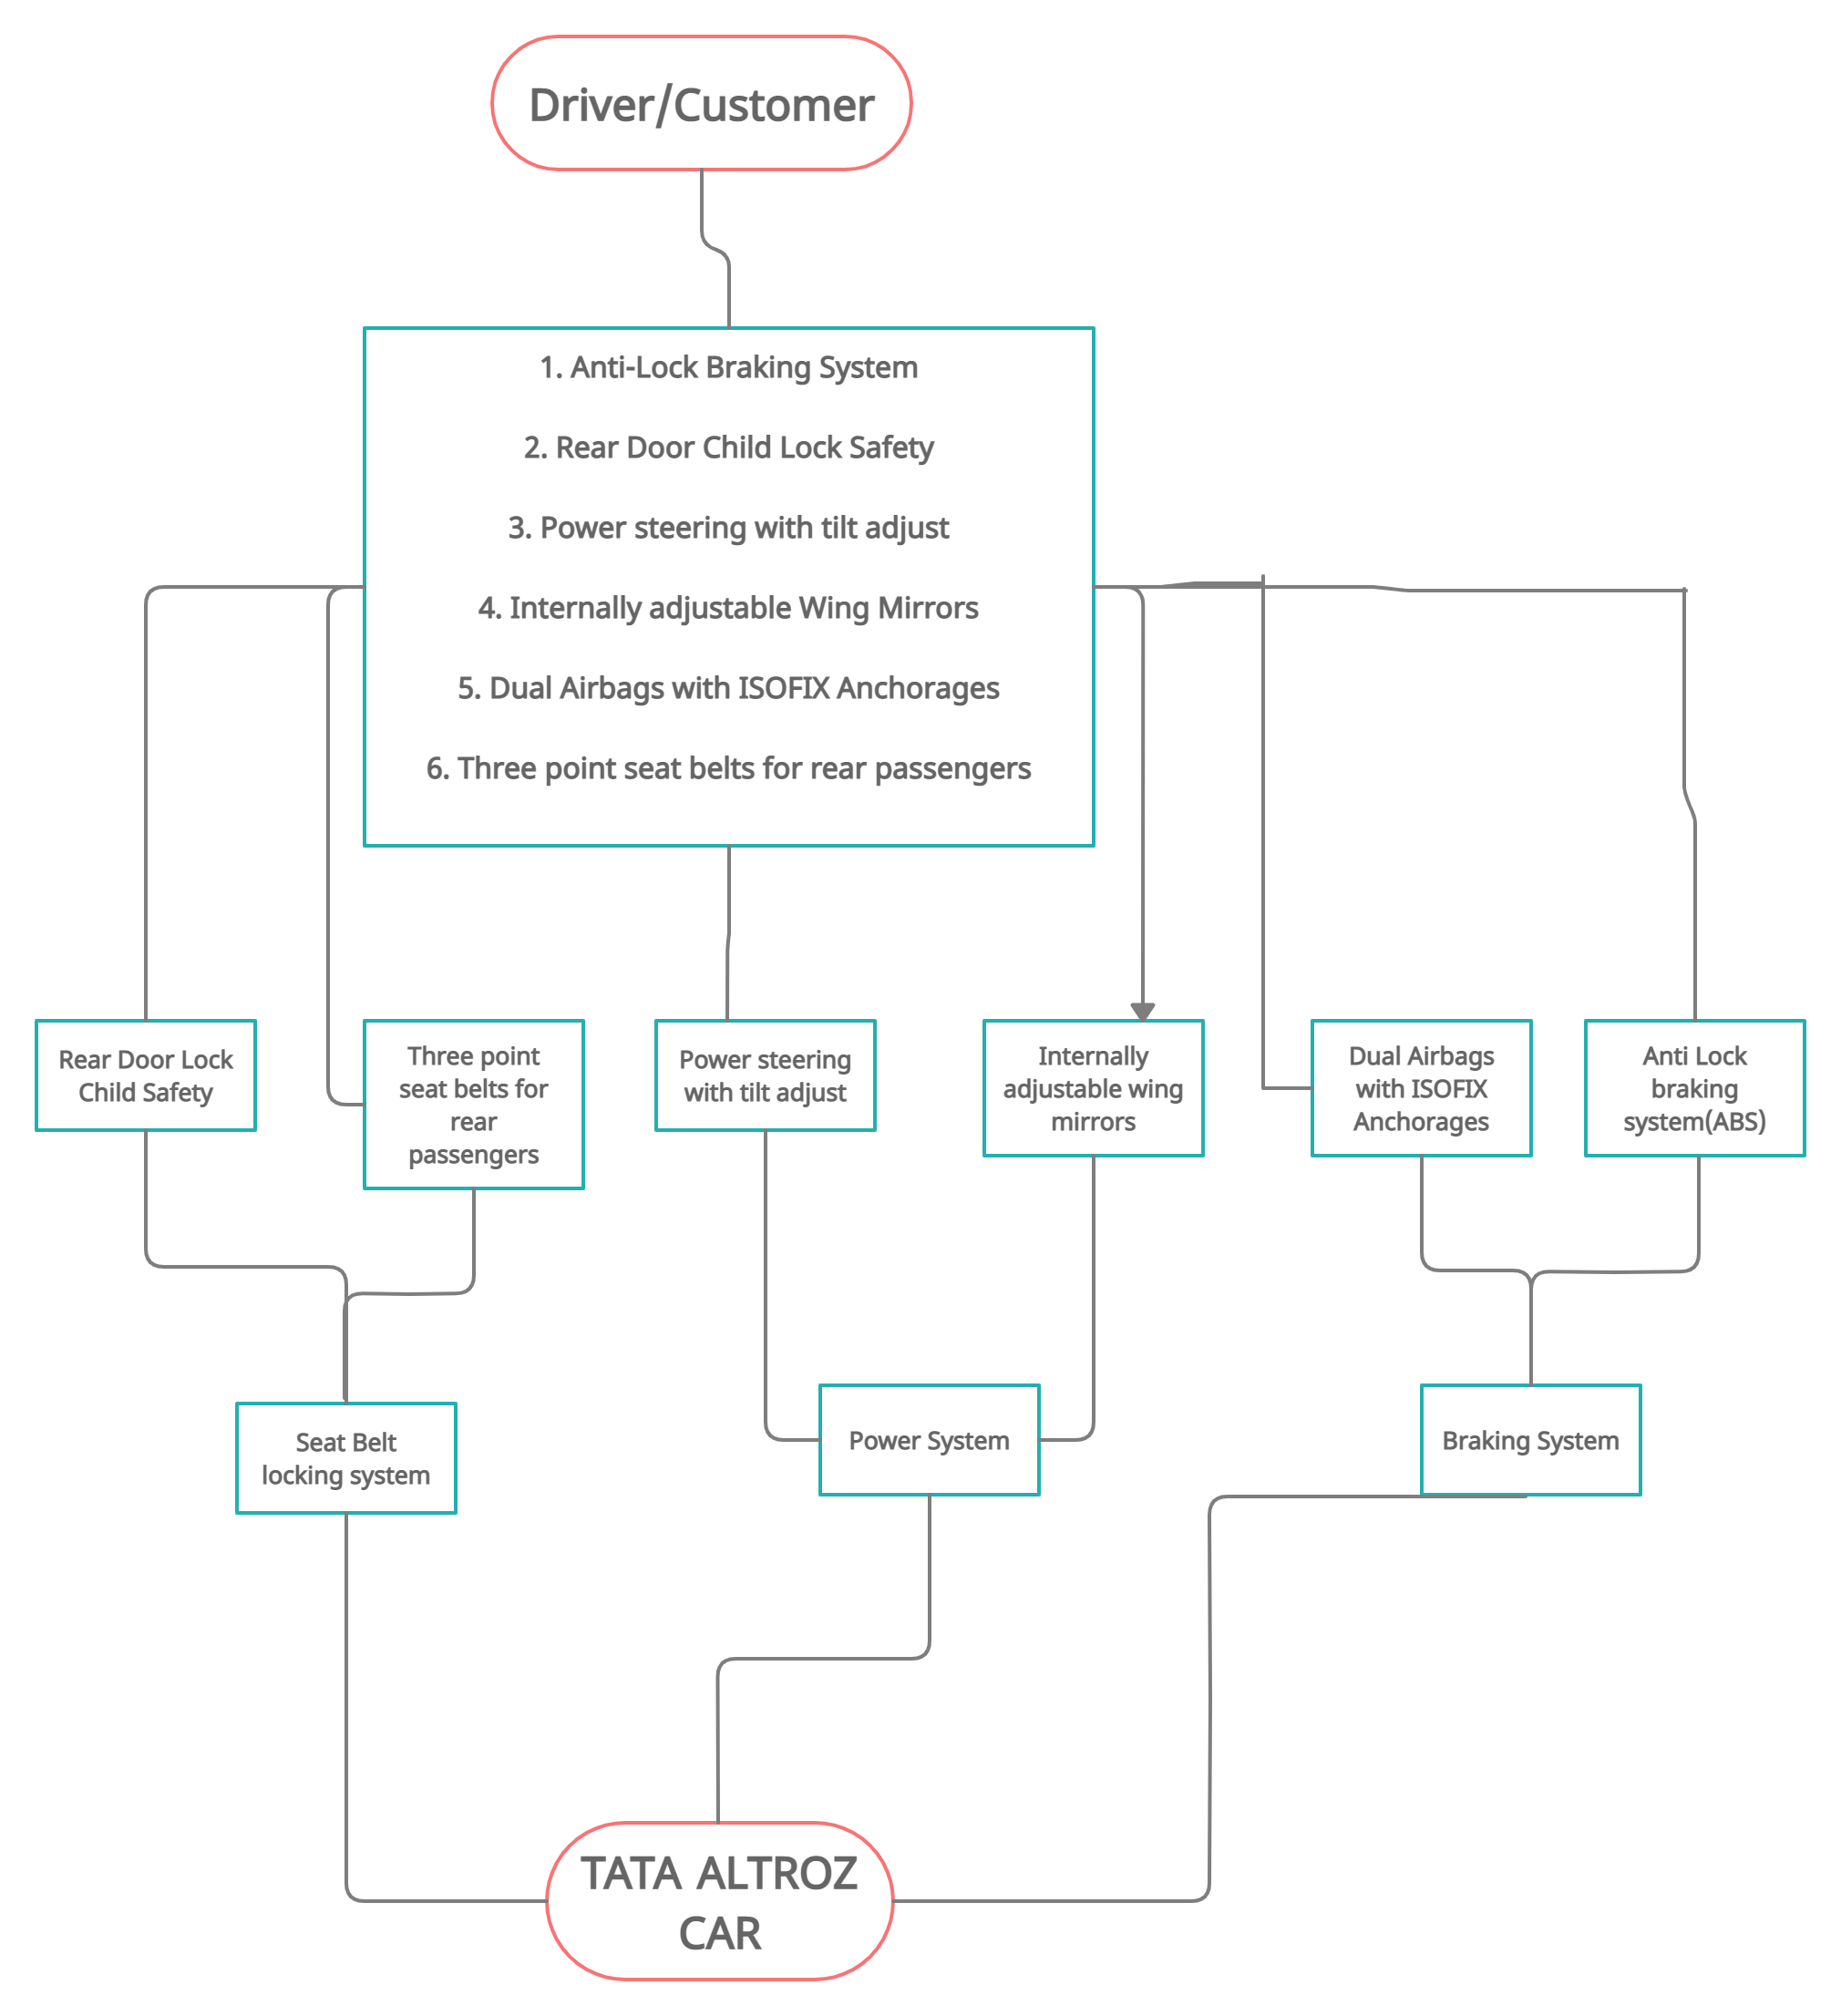 Driver/Customer
1. Anti-Lock Braking System
2. Rear Door Child Lock Safety
3. Power steering with tilt adjust
4. Internally adjustable Wing Mirrors
5. Dual Airbags with ISOFIX Anchorages
6. Three point seat belts for rear passengers
Rear Door Lock
Child Safety
Three point
seat belts for
rear
passengers
Power steering
with tilt adjust
Internally
adjustable wing
mirrors
Dual Airbags
with ISOFIX
Anchorages
Anti Lock
braking
system(ABS)
Seat Belt
locking system
Power System
Braking System
TATA ALTROZ
CAR